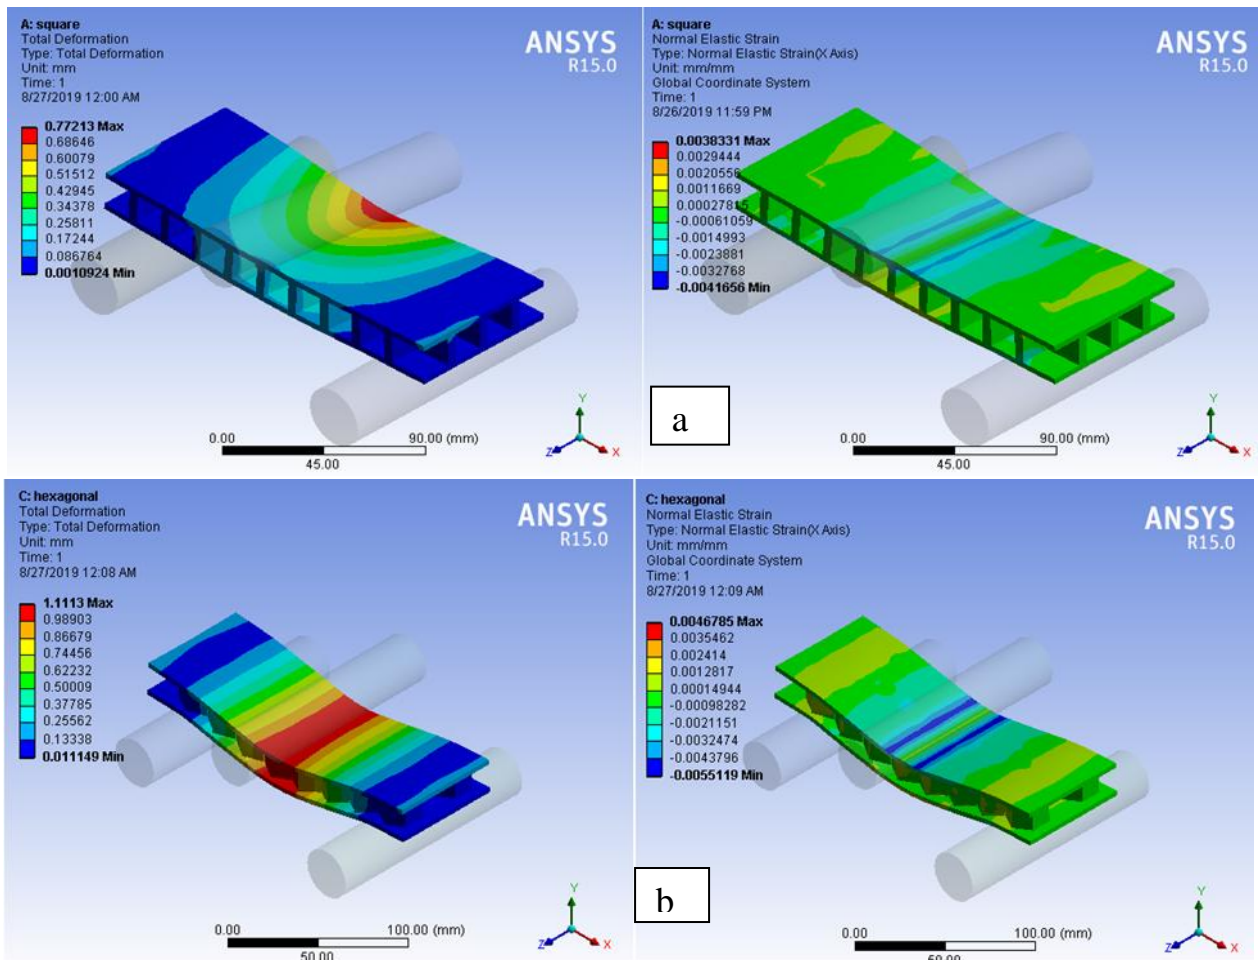 A: square
Total Deformation
Type: Total Deformation
Unit: mm
Time: 1
8/27/2019 12:00 AM
ANSYS
R15.0
0.77213 Max
0.68646
0.60079
0.51512
0.42945
0.34378
0.25811
0.17244
0.086764
0.0010924 Min
0.00
90.00 (mm)
45.00
Y
Z
X
A: square
Normal Elastic Strain
Type: Normal Elastic Strain(X Axis)
Unit: mm/mm
Global Coordinate System
Time: 1
8/26/2019 11:59 PM
ANSYS
R15.0
0.0038331 Max
0.0029444
0.0020556
0.0011669
0.00027815
-0.00061059
-0.0014993
-0.0023881
-0.0032768
-0.0041656 Min
a
0.00
90.00 (mm)
45.00
Y
Z
X
C: hexagonal
Total Deformation
Type: Total Deformation
Unit: mm
Time: 1
8/27/2019 12:08 AM
ANSYS
R15.0
1.1113 Max
0.98903
0.86679
0.74456
0.62232
0.50009
0.37785
0.25562
0.13338
0.011149 Min
0.00
100.00 (mm)
50.00
Y
Z
X
C: hexagonal
Normal Elastic Strain
Type: Normal Elastic Strain(X Axis)
Unit: mm/mm
Global Coordinate System
Time: 1
8/27/2019 12:09 AM
ANSYS
R15.0
0.0046785 Max
0.0035462
0.002414
0.0012817
0.00014944
-0.00098282
-0.0021151
-0.0032474
-0.0043796
-0.0055119 Min
b
0.00
100.00 (mm)
50.00
Y
Z
X